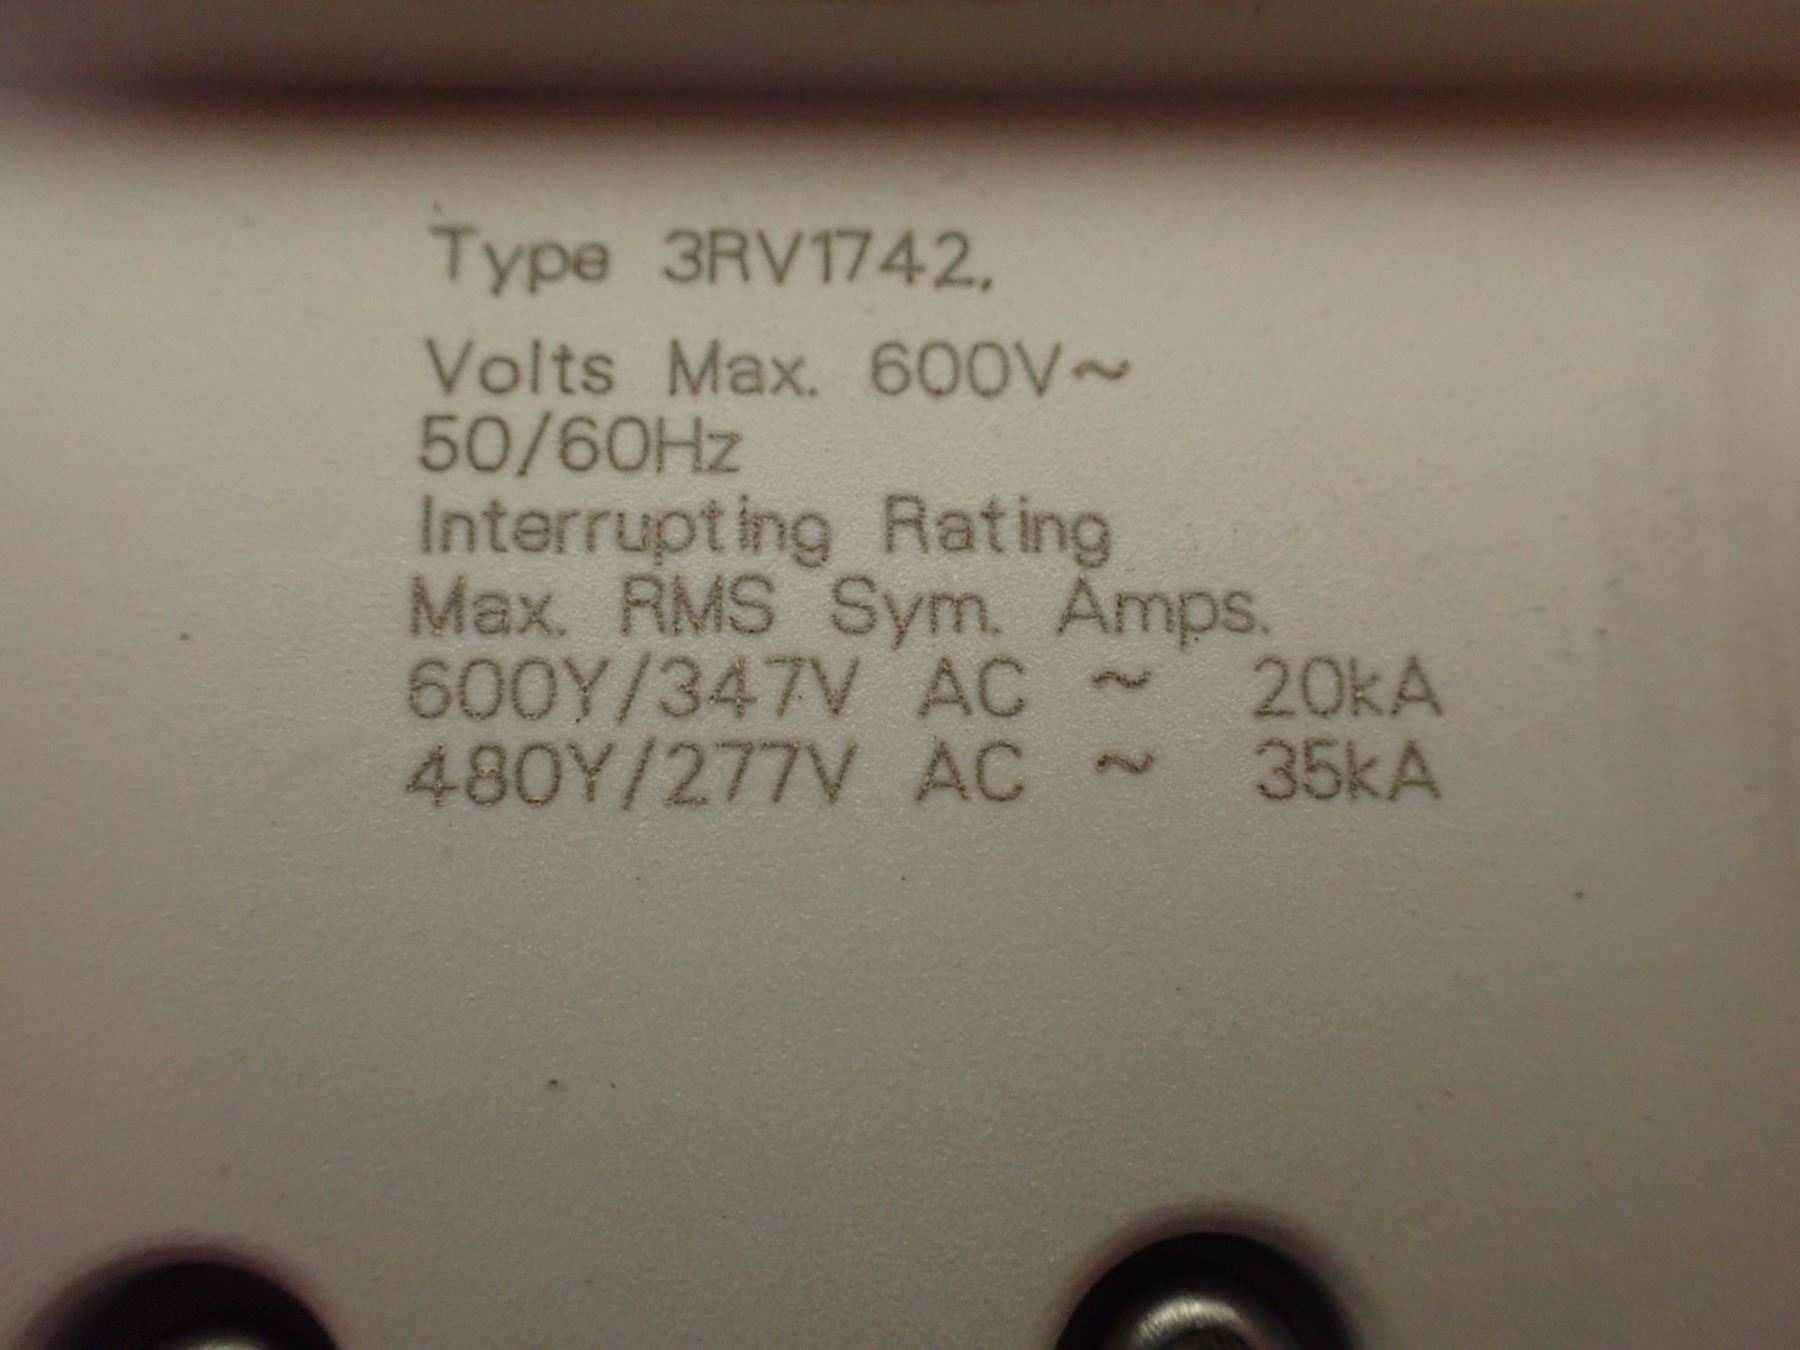 Type 3RV1742,
Volts Max. 600V~
50/60Hz
Interrupting Rating
Max. RMS Sym. Amps.
600Y/347V AC ~ 20kA
480Y/277V AC ~ 35kA